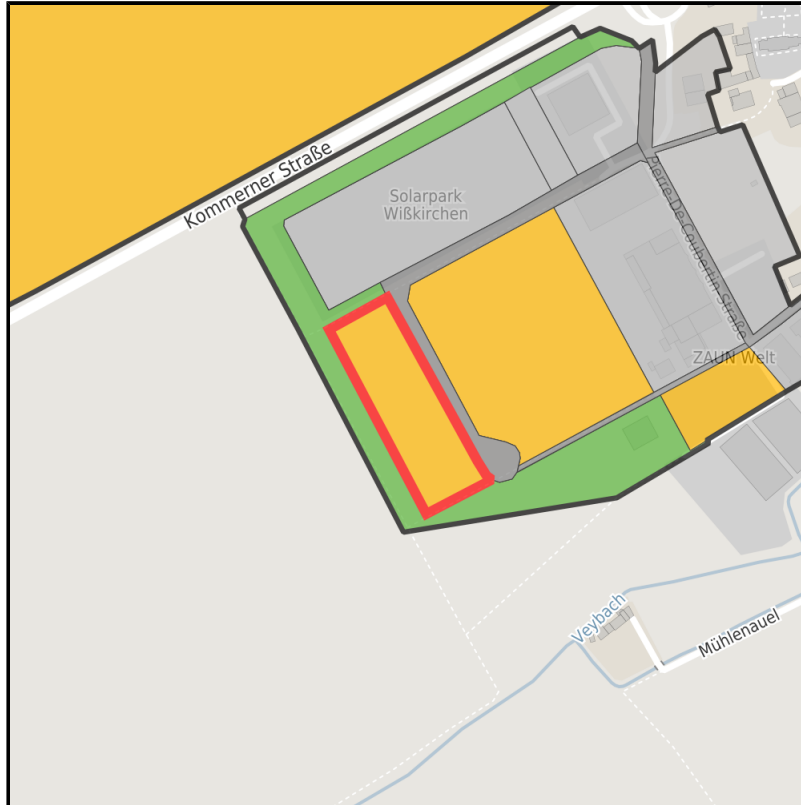 Kommerner Straße
Solarpark
Wißkirchen
Pierre-De-Coubertin-Straße
ZAUN Welt
Veybach
Mühlenauel